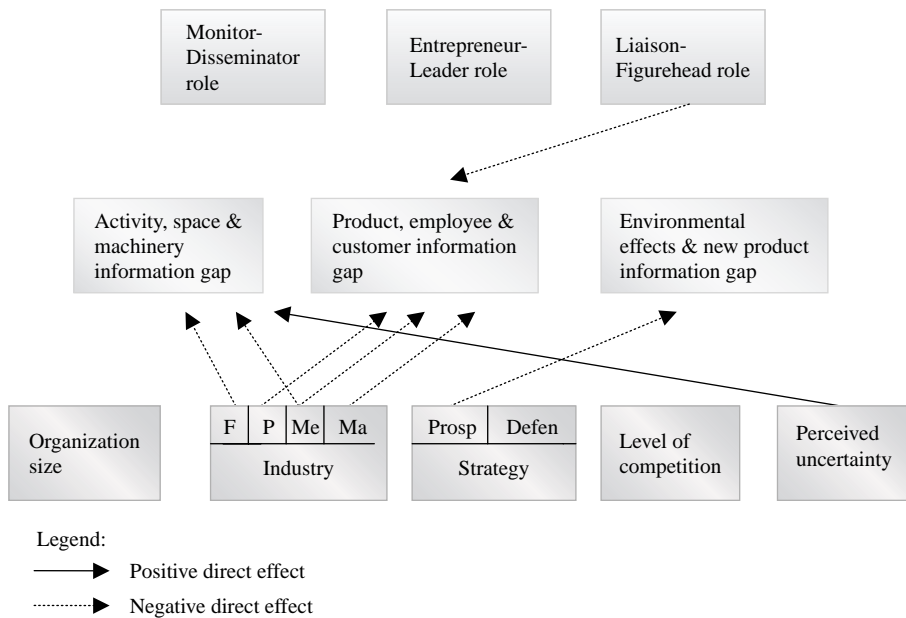 Monitor-
Disseminator
role
Entrepreneur-
Leader role
Liaison-
Figurehead role
Activity, space &
machinery
information gap
Product, employee &
customer information
gap
Environmental
effects & new product
information gap
Organization
size
F P Me Ma
Industry
Prosp Defen
Strategy
Level of
competition
Perceived
uncertainty
Legend:
Positive direct effect
Negative direct effect